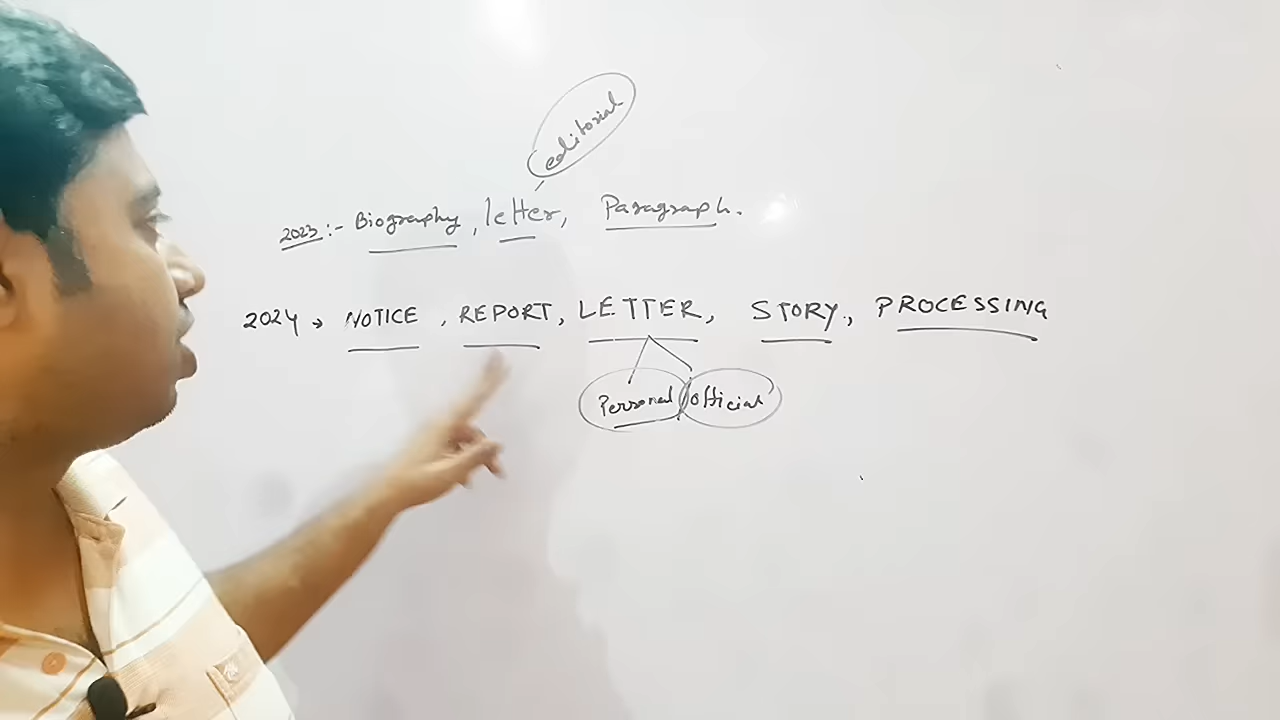 editorial
2023:- Biography, letter, Paragraph.
2024 → NOTICE, REPORT, LETTER, STORY, PROCESSING
Personal official